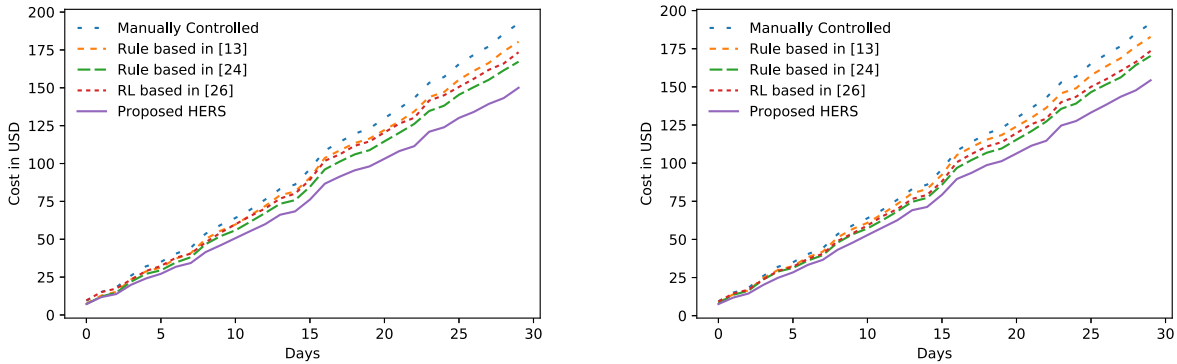 200
175
150
125
100
75
50
25
0
Cost in USD
Manually Controlled
Rule based in [13]
Rule based in [24]
RL based in [26]
Proposed HERS
0 5 10 15 20 25 30
Days
200
175
150
125
100
75
50
25
0
Cost in USD
Manually Controlled
Rule based in [13]
Rule based in [24]
RL based in [26]
Proposed HERS
0 5 10 15 20 25 30
Days